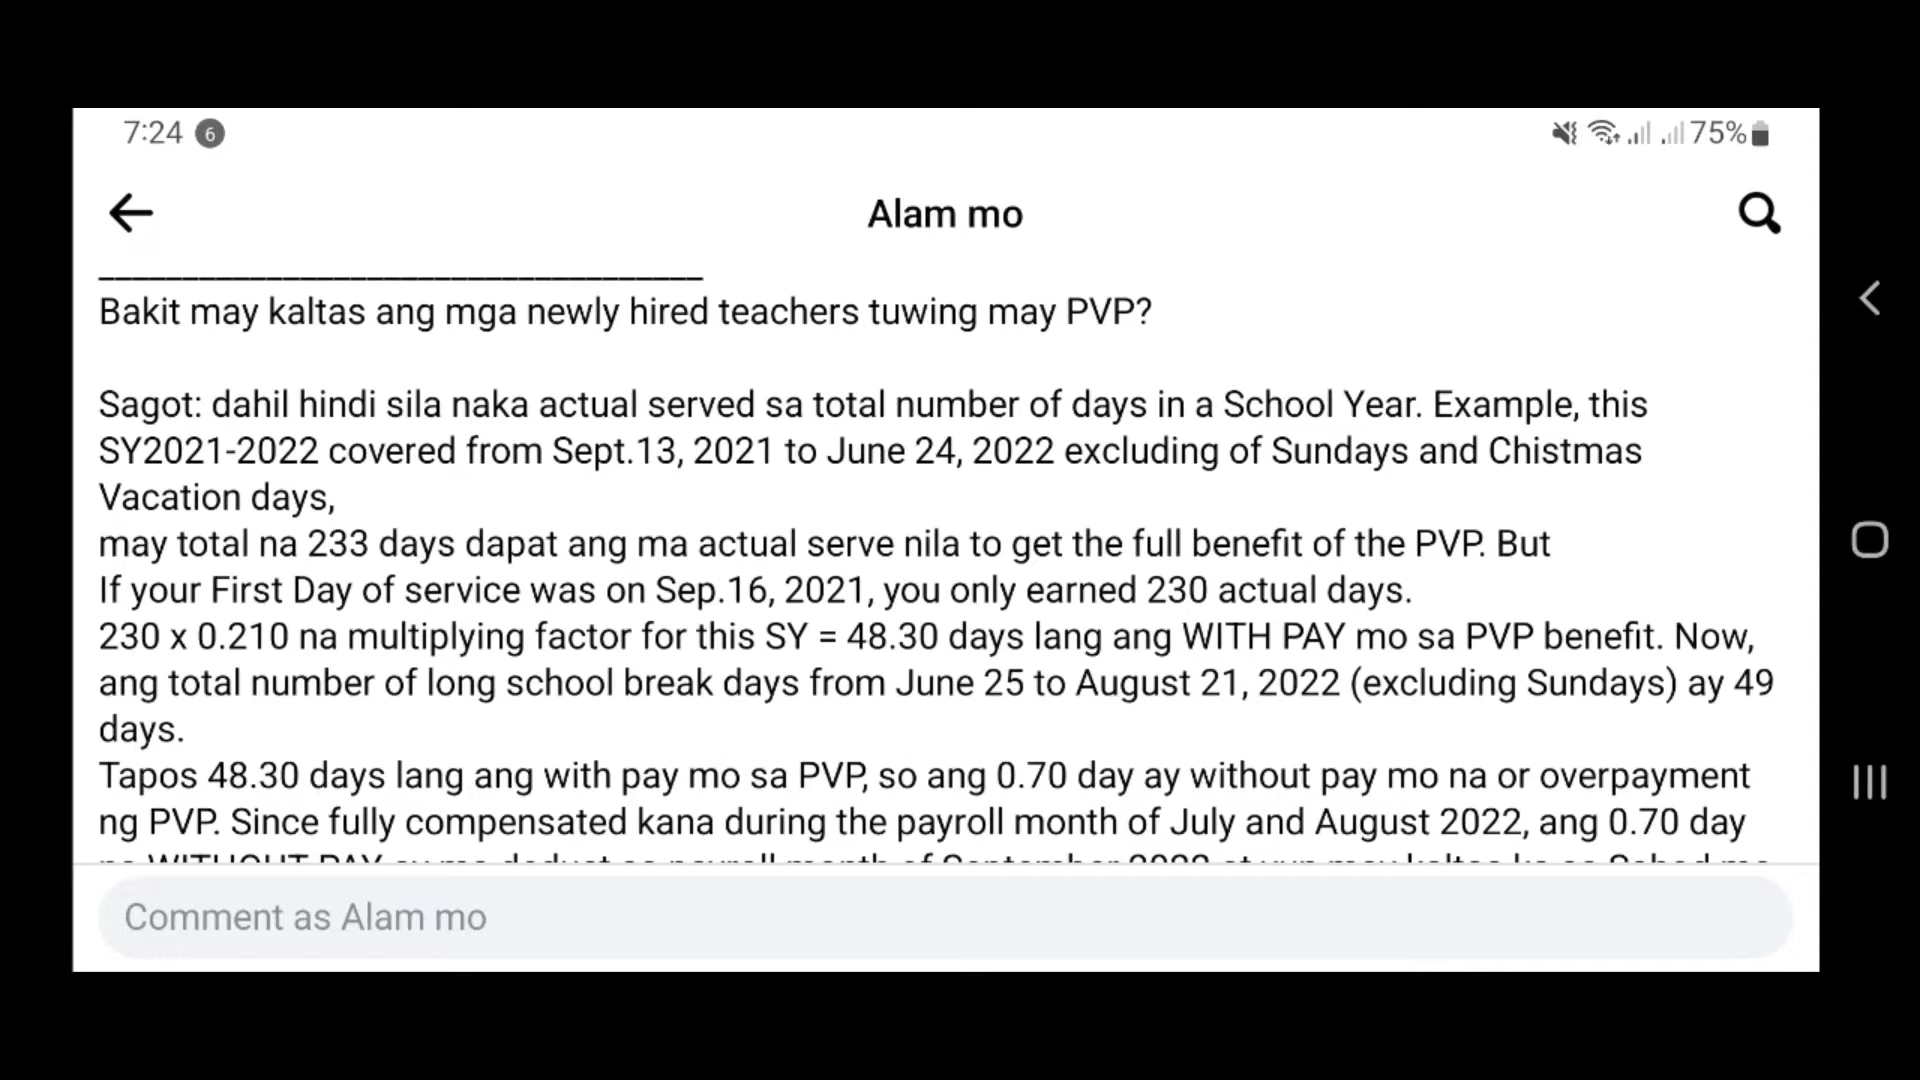 7:24 6 75%
Alam mo
Bakit may kaltas ang mga newly hired teachers tuwing may PVP?
Sagot: dahil hindi sila naka actual served sa total number of days in a School Year. Example, this
SY2021-2022 covered from Sept.13, 2021 to June 24, 2022 excluding of Sundays and Chistmas
Vacation days,
may total na 233 days dapat ang ma actual serve nila to get the full benefit of the PVP. But
If your First Day of service was on Sep.16, 2021, you only earned 230 actual days.
230 x 0.210 na multiplying factor for this SY = 48.30 days lang ang WITH PAY mo sa PVP benefit. Now,
ang total number of long school break days from June 25 to August 21, 2022 (excluding Sundays) ay 49
days.
Tapos 48.30 days lang ang with pay mo sa PVP, so ang 0.70 day ay without pay mo na or overpayment
ng PVP. Since fully compensated kana during the payroll month of July and August 2022, ang 0.70 day
WITHOUT PAY payroll month of September 2022
Comment as Alam mo